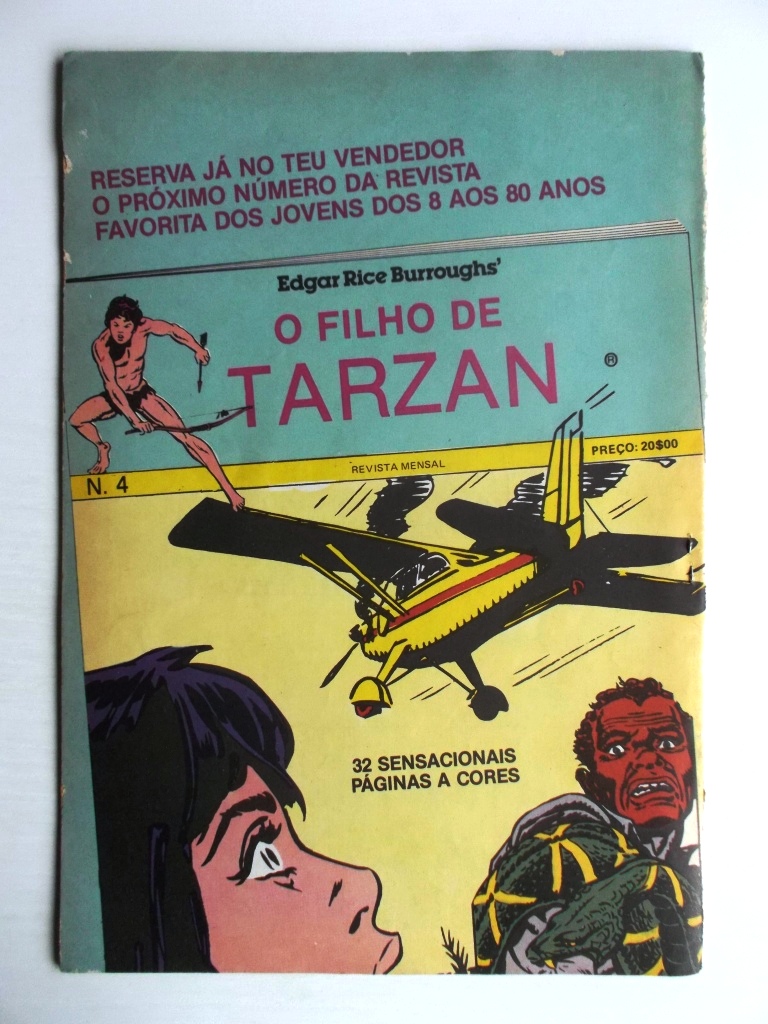 RESERVA JÁ NO TEU VENDEDOR
O PRÓXIMO NÚMERO DA REVISTA
FAVORITA DOS JOVENS DOS 8 AOS 80 ANOS
Edgar Rice Burroughs'
O FILHO DE
TARZAN ®
PREÇO: 20$00
REVISTA MENSAL
N. 4
32 SENSACIONAIS
PÁGINAS A CORES